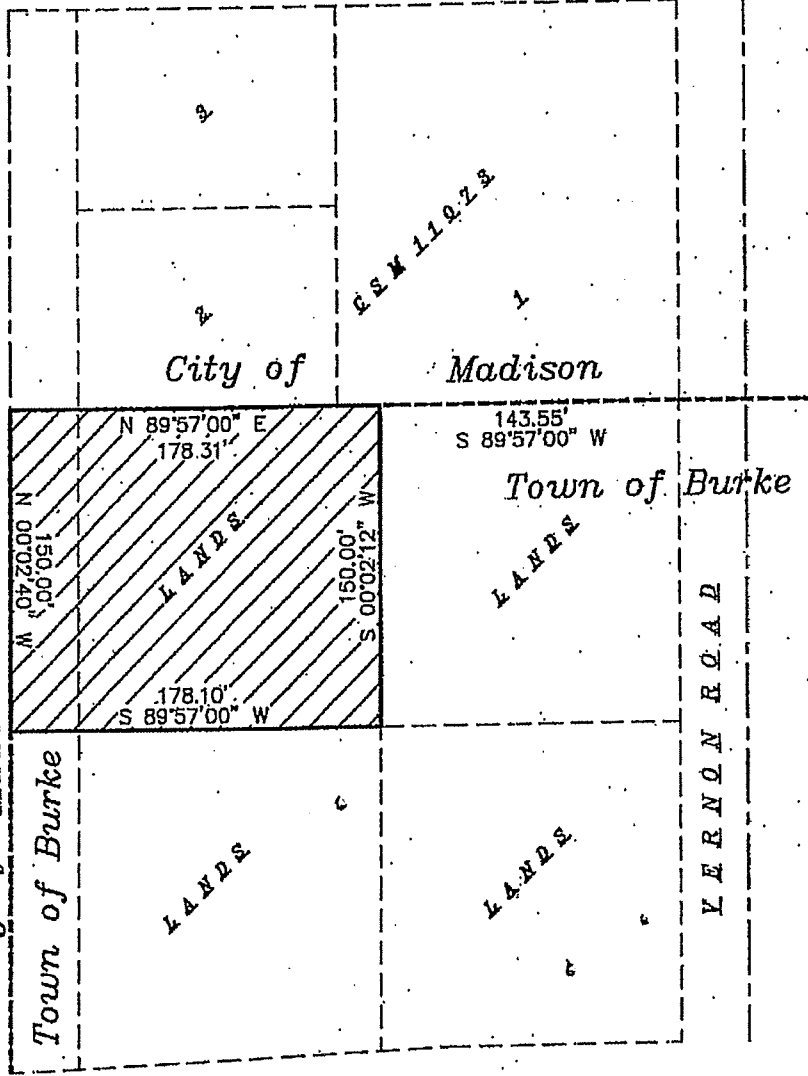 3
CSM 11073
2
1
City of Madison
N 89°57'00" E
178.31'
143.55'
S 89°57'00" W
Town of Burke
N 00°02'40" W
150.00'
LANDS
150.00'
S 00°02'12" W
LANDS
178.10'
S 89°57'00" W
VERNON ROAD
Town of Burke
LANDS
LANDS